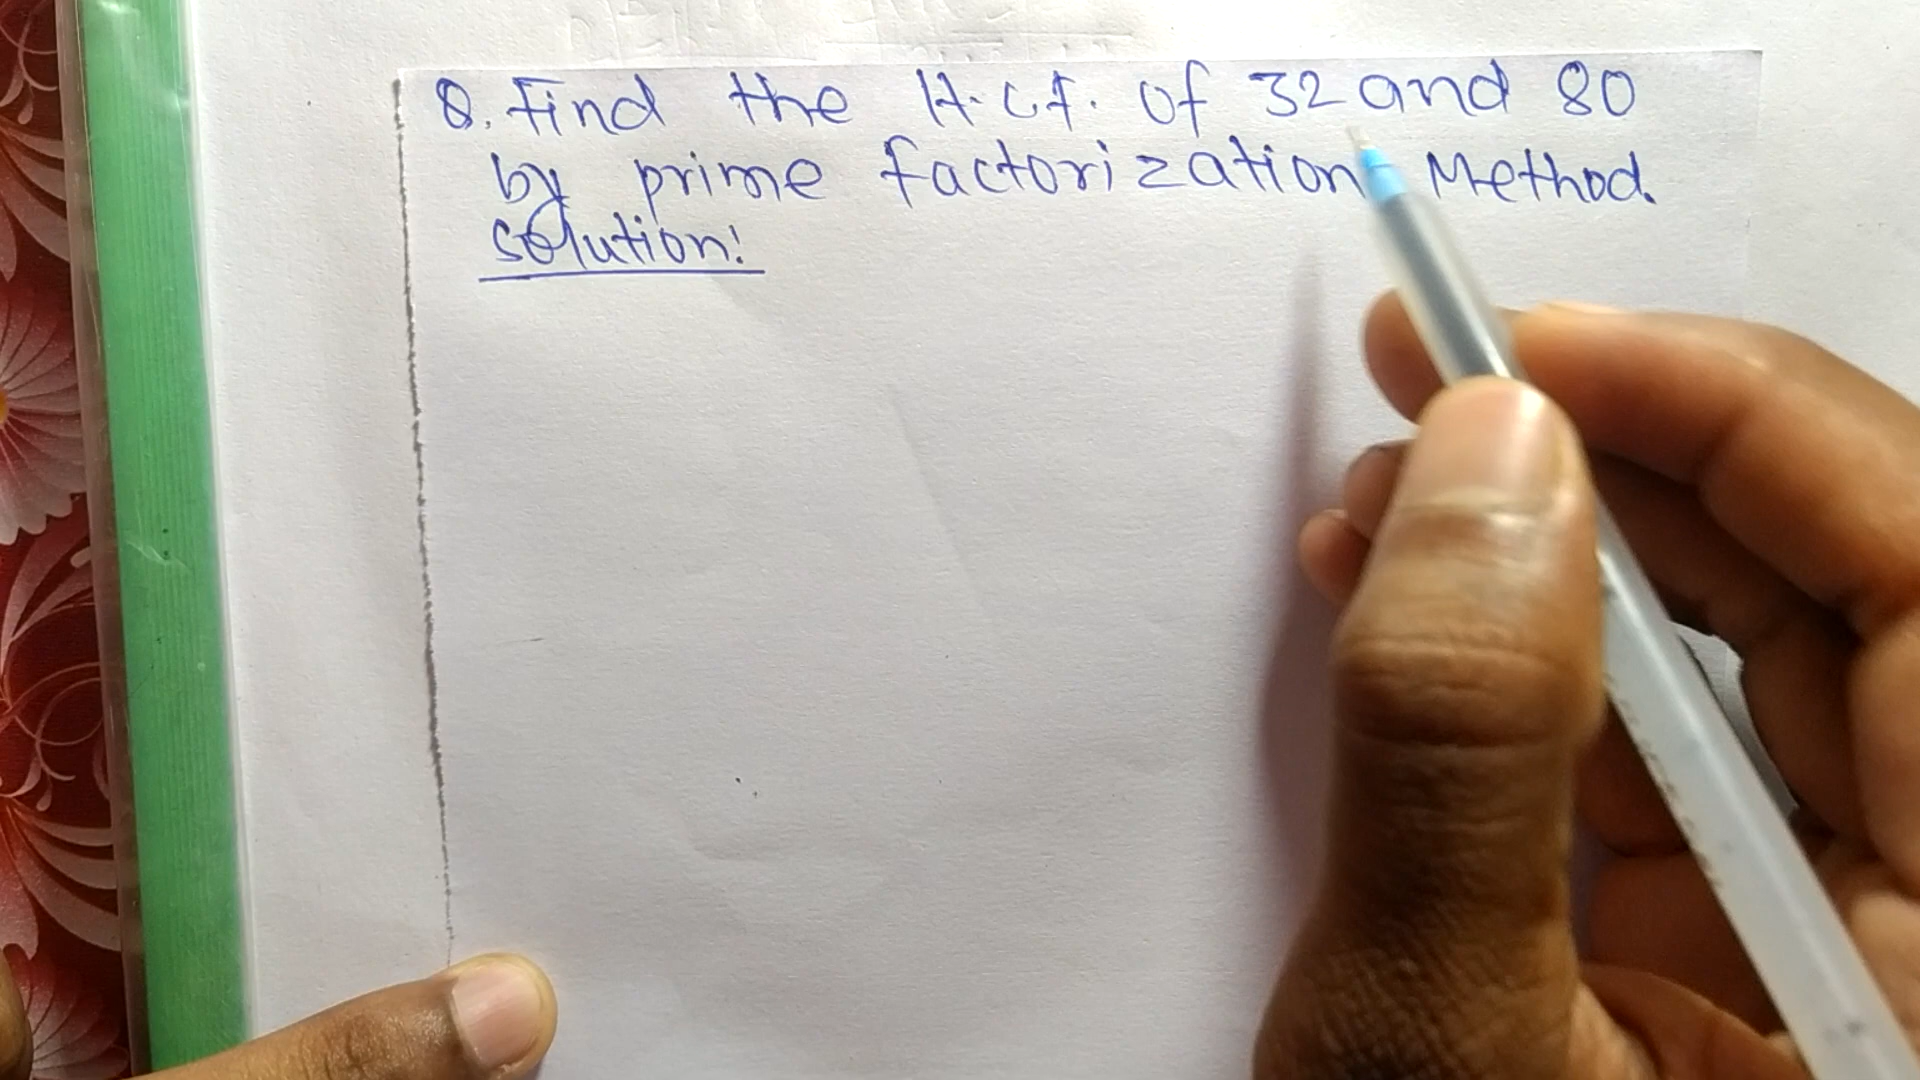 Q. Find the H.C.F. of 32 and 80
by prime factorization Method.
solution: